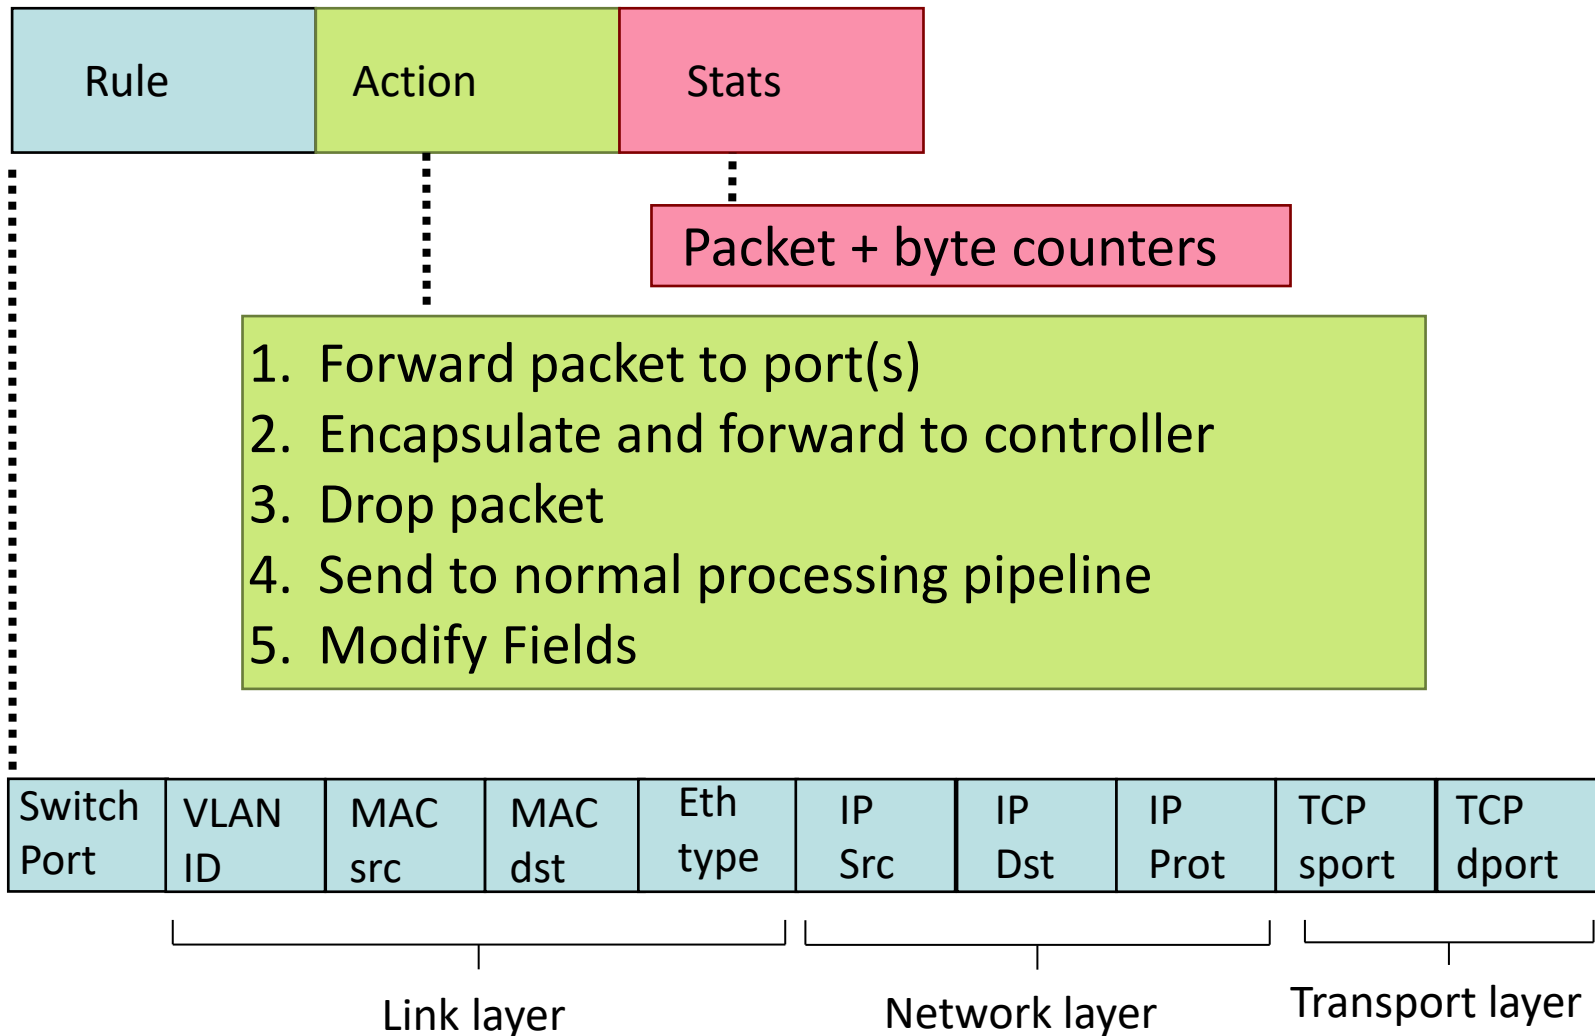 Rule
Action
Stats
Packet + byte counters
1. Forward packet to port(s)
2. Encapsulate and forward to controller
3. Drop packet
4. Send to normal processing pipeline
5. Modify Fields
Switch
Port
VLAN
ID
MAC
src
MAC
dst
Eth
type
IP
Src
IP
Dst
IP
Prot
TCP
sport
TCP
dport
Link layer
Network layer
Transport layer